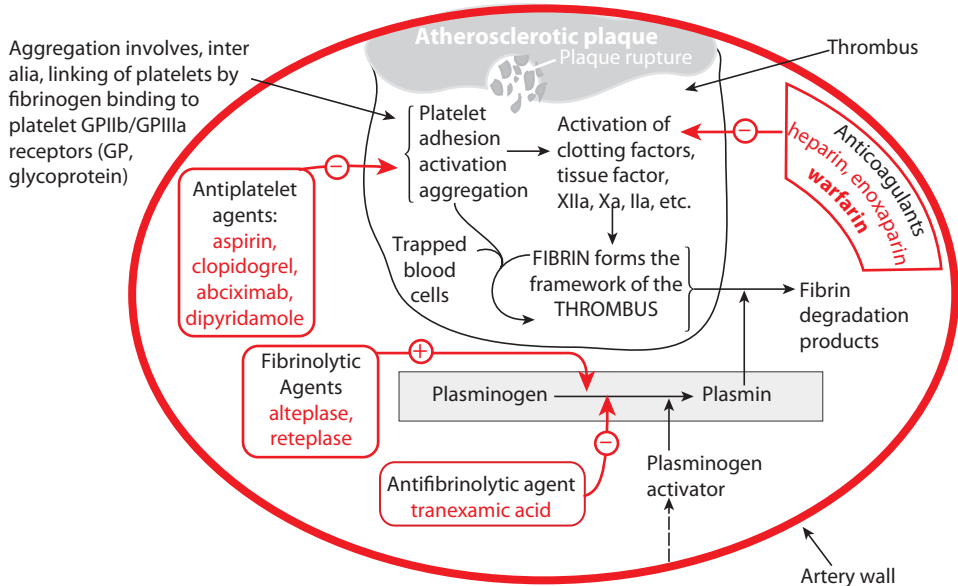 Atherosclerotic plaque
Plaque rupture
Aggregation involves, inter
alia, linking of platelets by
fibrinogen binding to
platelet GPIIb/GPIIIa
receptors (GP,
glycoprotein)
Thrombus
Platelet
adhesion
activation
aggregation
Activation of
clotting factors,
tissue factor,
XIIa, Xa, IIa, etc.
−
Anticoagulants
heparin, enoxaparin
warfarin
−
Antiplatelet
agents:
aspirin,
clopidogrel,
abciximab,
dipyridamole
Trapped
blood
cells
FIBRIN forms the
framework of the
THROMBUS
Fibrin
degradation
products
+
Fibrinolytic
Agents
alteplase,
reteplase
Plasminogen
Plasmin
−
Antifibrinolytic agent
tranexamic acid
Plasminogen
activator
Artery wall